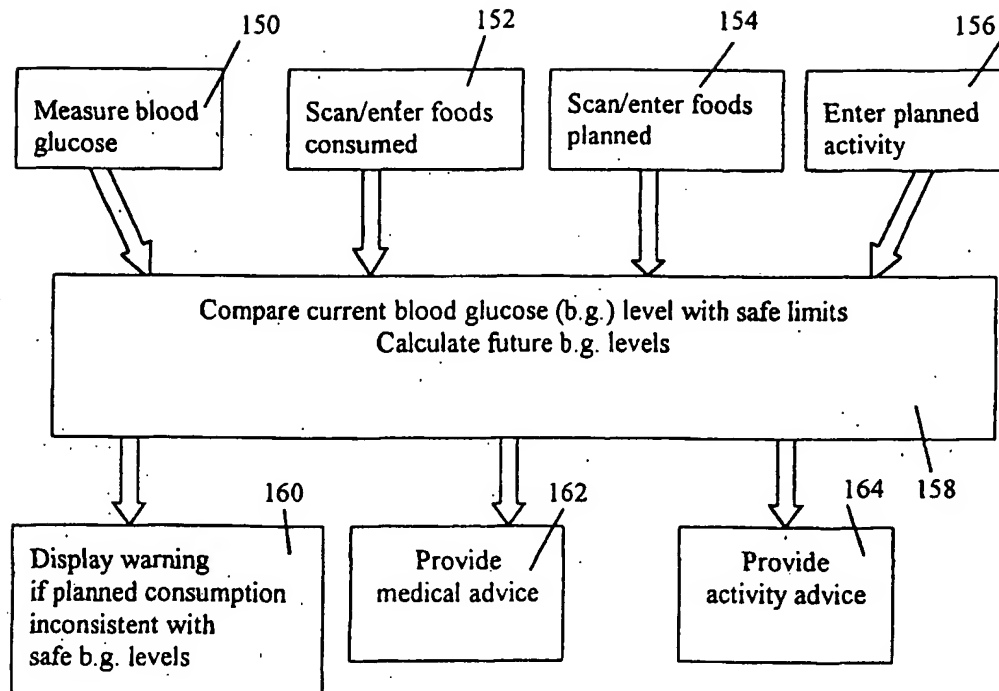 150
152
154
156
Measure blood
glucose
Scan/enter foods
consumed
Scan/enter foods
planned
Enter planned
activity
Compare current blood glucose (b.g.) level with safe limits
Calculate future b.g. levels
158
160
162
164
Display warning
if planned consumption
inconsistent with
safe b.g. levels
Provide
medical advice
Provide
activity advice